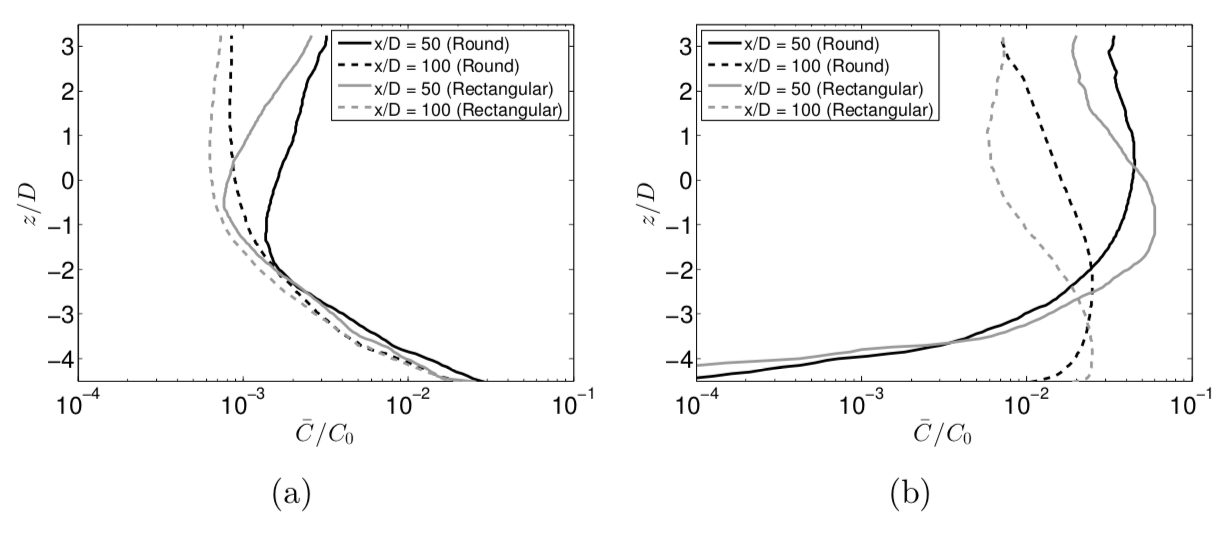 3
2
1
0
−1
−2
−3
−4
z/D
x/D = 50 (Round)
x/D = 100 (Round)
x/D = 50 (Rectangular)
x/D = 100 (Rectangular)
10−4 10−3 10−2 10−1
C̄/C0
(a)
3
2
1
0
−1
−2
−3
−4
z/D
x/D = 50 (Round)
x/D = 100 (Round)
x/D = 50 (Rectangular)
x/D = 100 (Rectangular)
10−4 10−3 10−2 10−1
C̄/C0
(b)